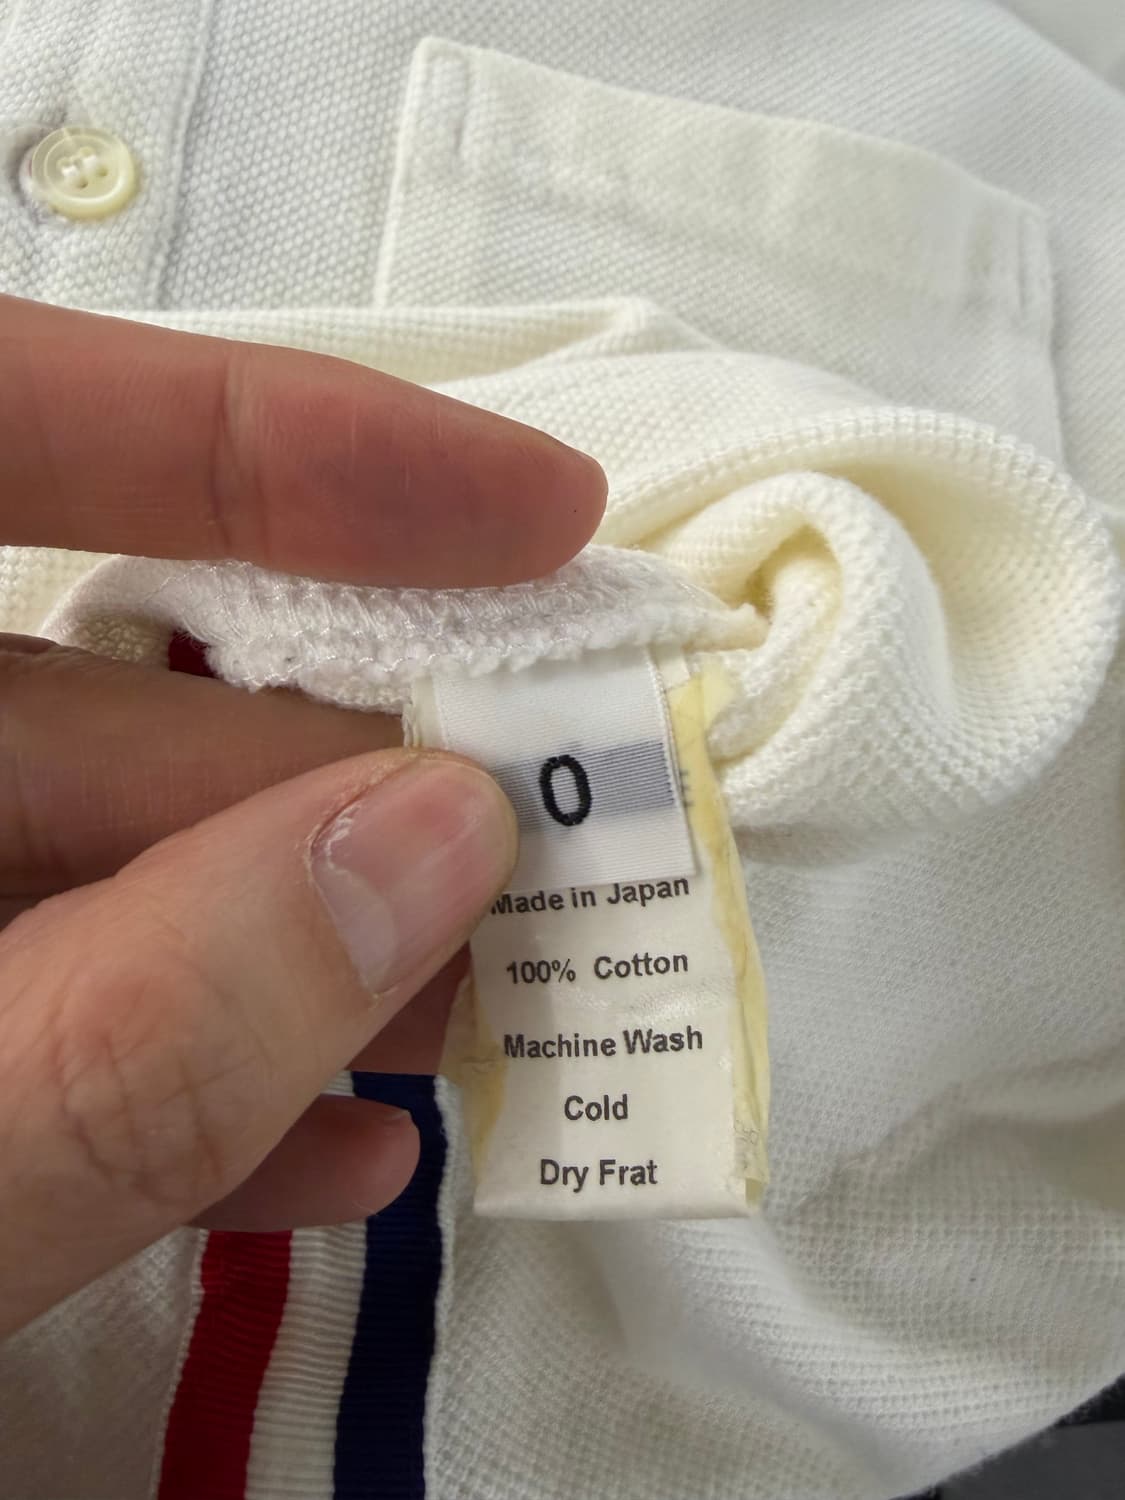 0
Made in Japan
100% Cotton
Machine Wash
Cold
Dry Frat